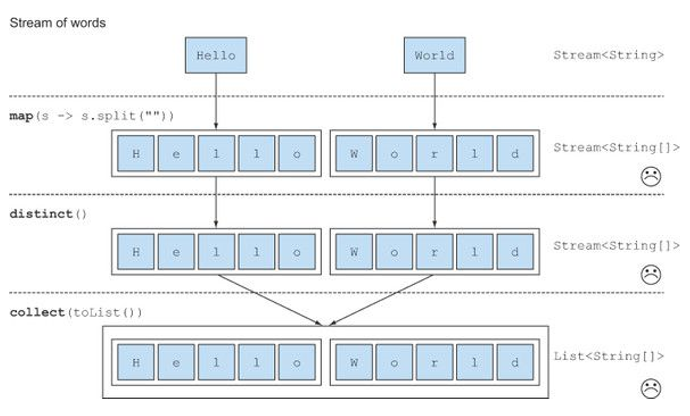 Stream of words
Hello World Stream<String>
map(s -> s.split(""))
H e l l o W o r l d Stream<String[]>
distinct()
H e l l o W o r l d Stream<String[]>
collect(toList())
H e l l o W o r l d List<String[]>